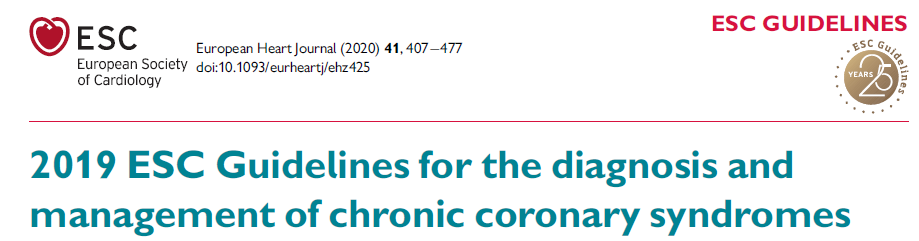 ESC
European Society
of Cardiology
European Heart Journal (2020) 41, 407–477
doi:10.1093/eurheartj/ehz425
ESC GUIDELINES
ESC Guidelines
YEARS 25
2019 ESC Guidelines for the diagnosis and
management of chronic coronary syndromes